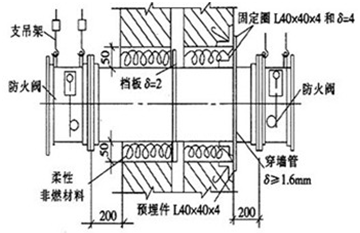 支吊架
固定圈 L40×40×4 和 δ=4
50
挡板 δ=2
防火阀
防火阀
50
柔性
非燃材料
穿墙管
δ≥1.6mm
200
预埋件 L40×40×4
200